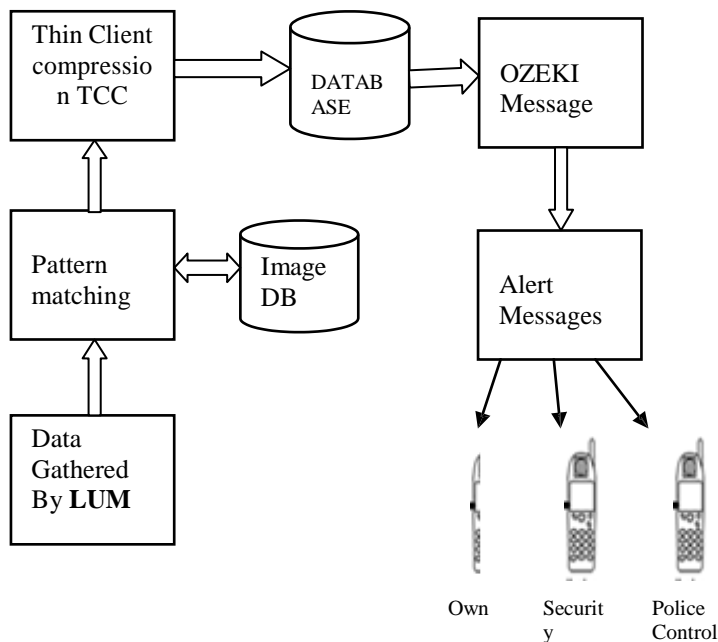 Thin Client
compressio
n TCC
DATAB
ASE
OZEKI
Message
Pattern
matching
Image
DB
Alert
Messages
Data
Gathered
By LUM
Own
Securit
y
Police
Control